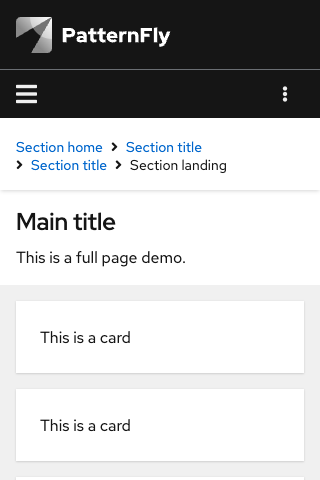 PatternFly
Section home > Section title
> Section title > Section landing
Main title
This is a full page demo.
This is a card
This is a card